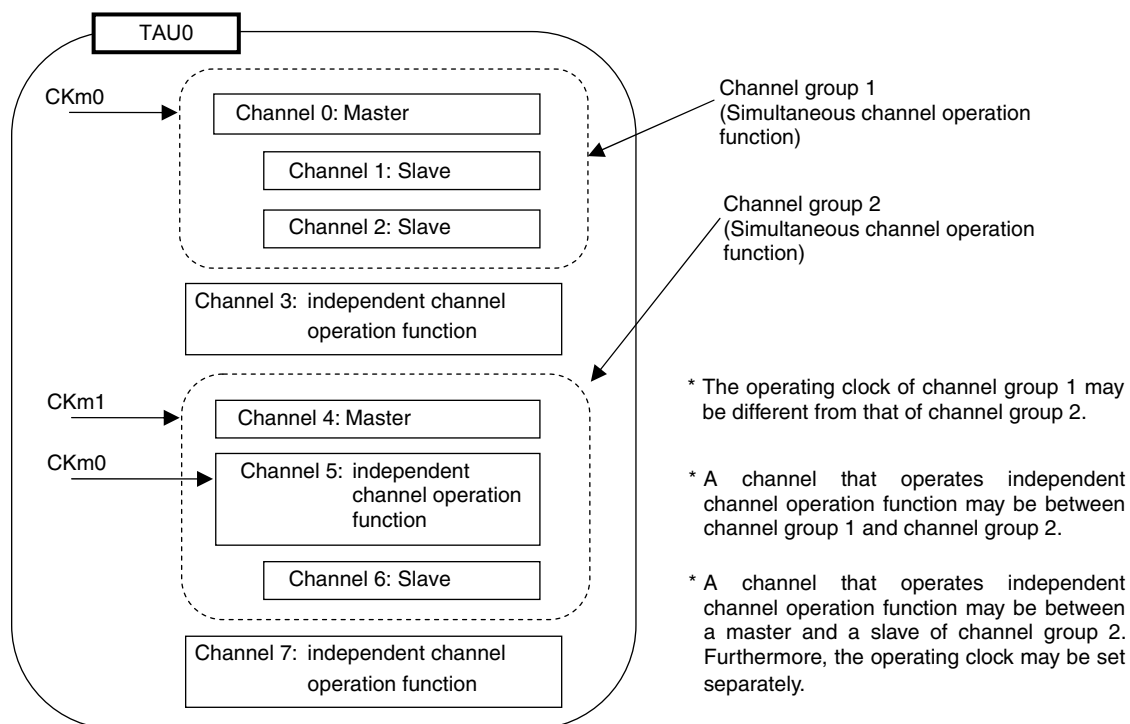 TAU0
CKm0
Channel 0: Master
Channel 1: Slave
Channel 2: Slave
Channel group 1
(Simultaneous channel operation
function)
Channel group 2
(Simultaneous channel operation
function)
Channel 3: independent channel
operation function
CKm1
Channel 4: Master
CKm0
Channel 5: independent
channel operation
function
Channel 6: Slave
Channel 7: independent channel
operation function
* The operating clock of channel group 1 may
be different from that of channel group 2.
* A channel that operates independent
channel operation function may be between
channel group 1 and channel group 2.
* A channel that operates independent
channel operation function may be between
a master and a slave of channel group 2.
Furthermore, the operating clock may be set
separately.